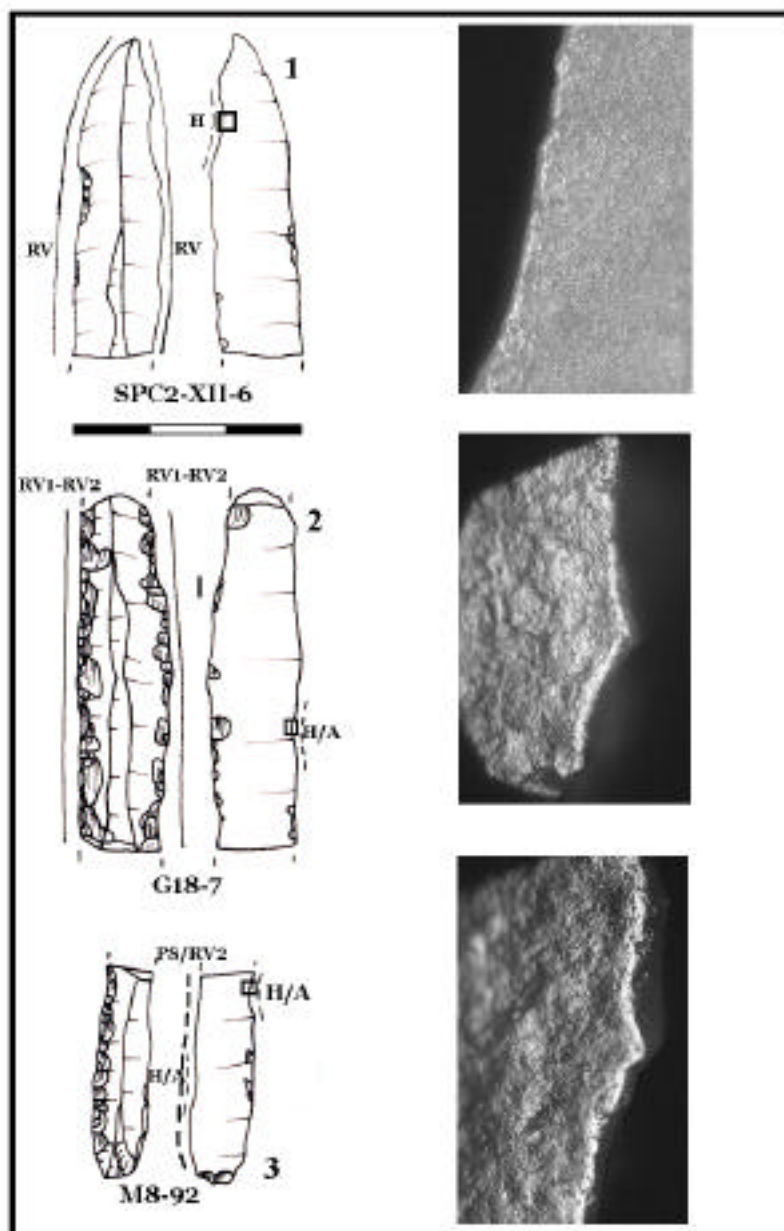 1
H
RV
RV
SPC2-XII-6
RV1-RV2
RV1-RV2
2
I
H/A
G18-7
PS/RV2
H/A
H/A
3
M8-92